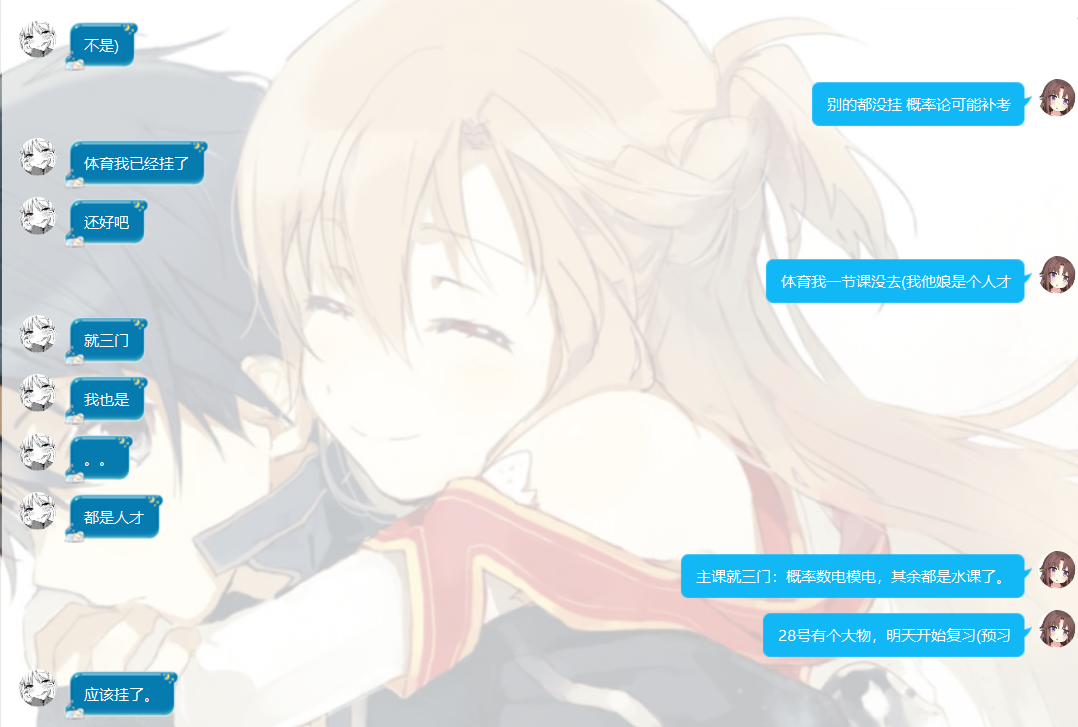 不是)
别的都没挂 概率论可能补考
体育我已经挂了
还好吧
体育我一节课没去(我他娘是个人才
就三门
我也是
。。
都是人才
主课就三门：概率数电模电，其余都是水课了。
28号有个大物，明天开始复习(预习
应该挂了。